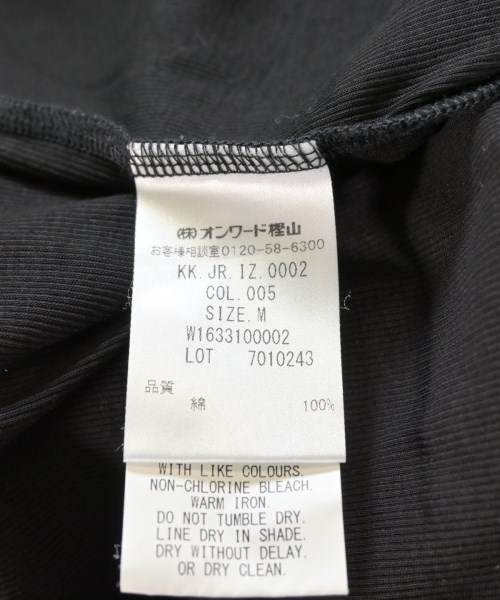 (株)オンワード樫山
お客様相談室0120-58-6300
KK.JR.IZ.0002
COL.005
SIZE.M
W1633100002
LOT 7010243
品質
綿 100%
WITH LIKE COLOURS.
NON-CHLORINE BLEACH.
WARM IRON.
DO NOT TUMBLE DRY.
LINE DRY IN SHADE.
DRY WITHOUT DELAY.
OR DRY CLEAN.